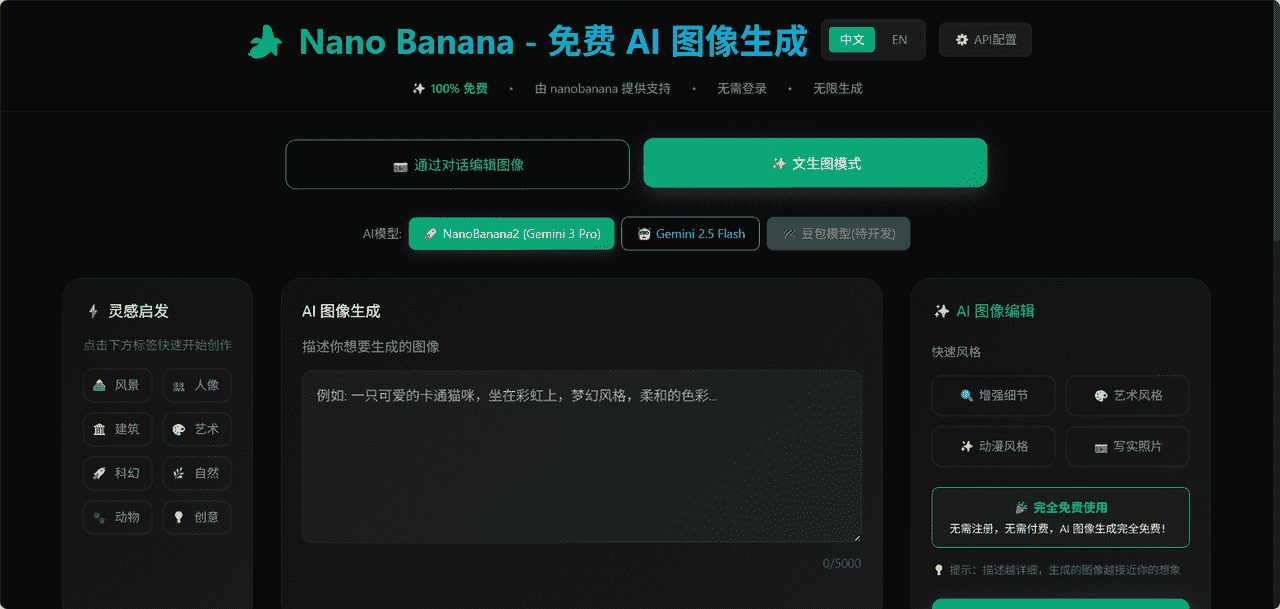 Nano Banana - 免费 AI 图像生成
中文 EN
API配置
100% 免费 • 由 nanobanana 提供支持 • 无需登录 • 无限生成
通过对话编辑图像
文生图模式
AI模型: NanoBanana2 (Gemini 3 Pro) Gemini 2.5 Flash 豆包模型(待开发)
灵感启发
点击下方标签快速开始创作
风景 人像
建筑 艺术
科幻 自然
动物 创意
AI 图像生成
描述你想要生成的图像
例如: 一只可爱的卡通猫咪，坐在彩虹上，梦幻风格，柔和的色彩...
0/5000
AI 图像编辑
快速风格
增强细节 艺术风格
动漫风格 写实照片
完全免费使用
无需注册，无需付费，AI 图像生成完全免费！
提示：描述越详细，生成的图像越接近你的想象